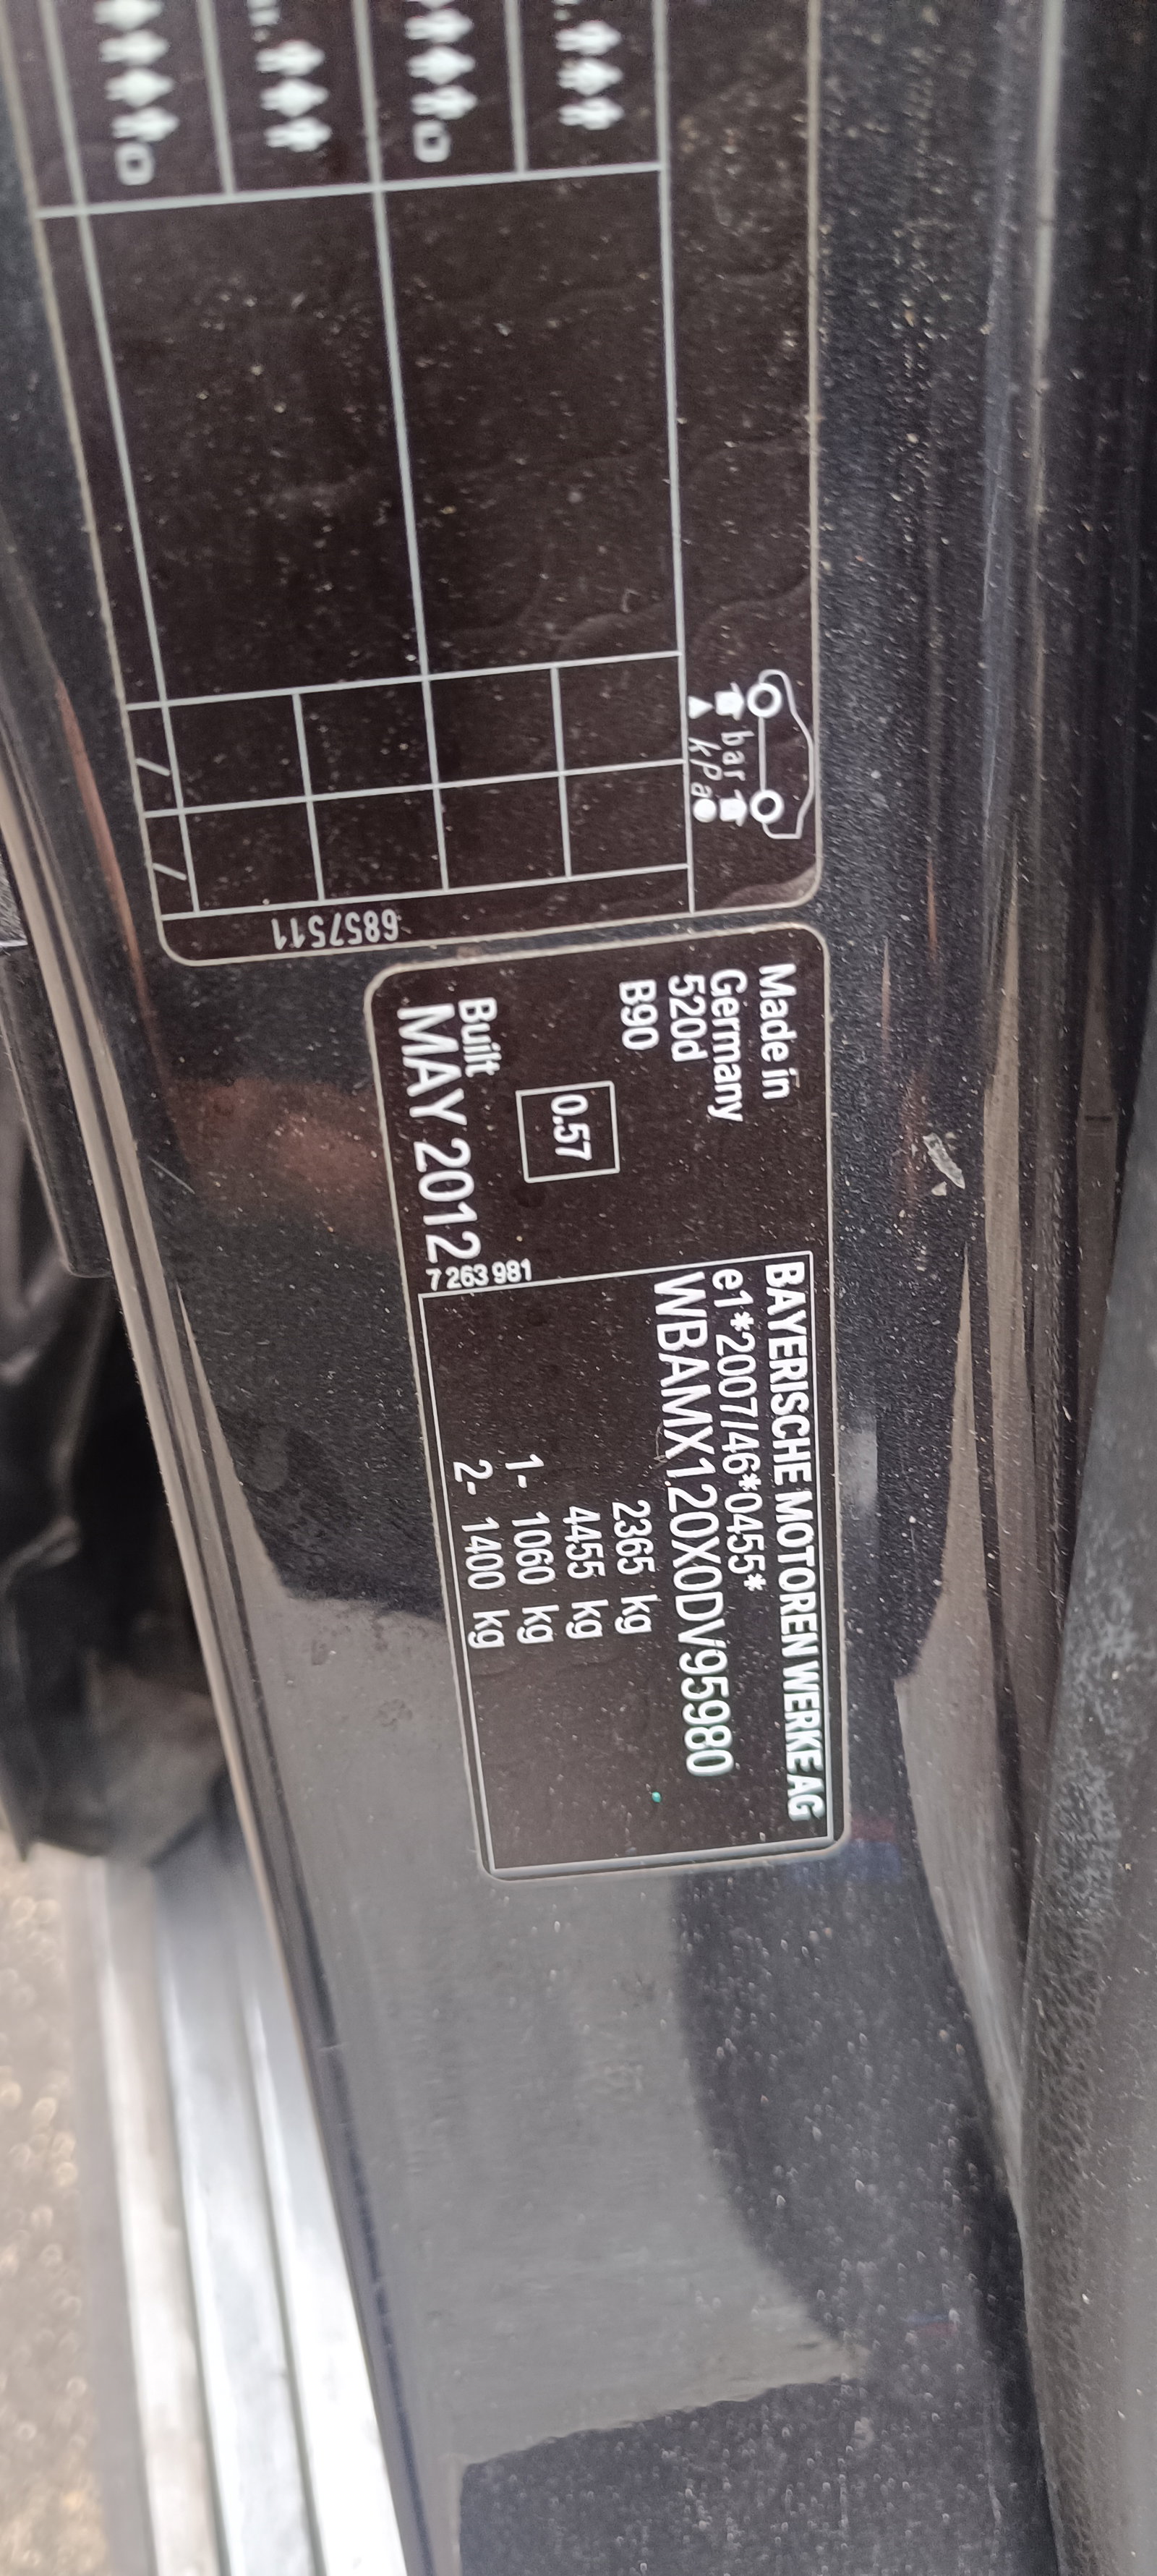 bar
kPa
6857511
Made in
Germany
520d
B90
0.57
Built
MAY 2012
7 263 981
BAYERISCHE MOTOREN WERKE AG
e1*2007/46*0455*
WBAMX120X0DV95980
2365 kg
4455 kg
1- 1060 kg
2- 1400 kg